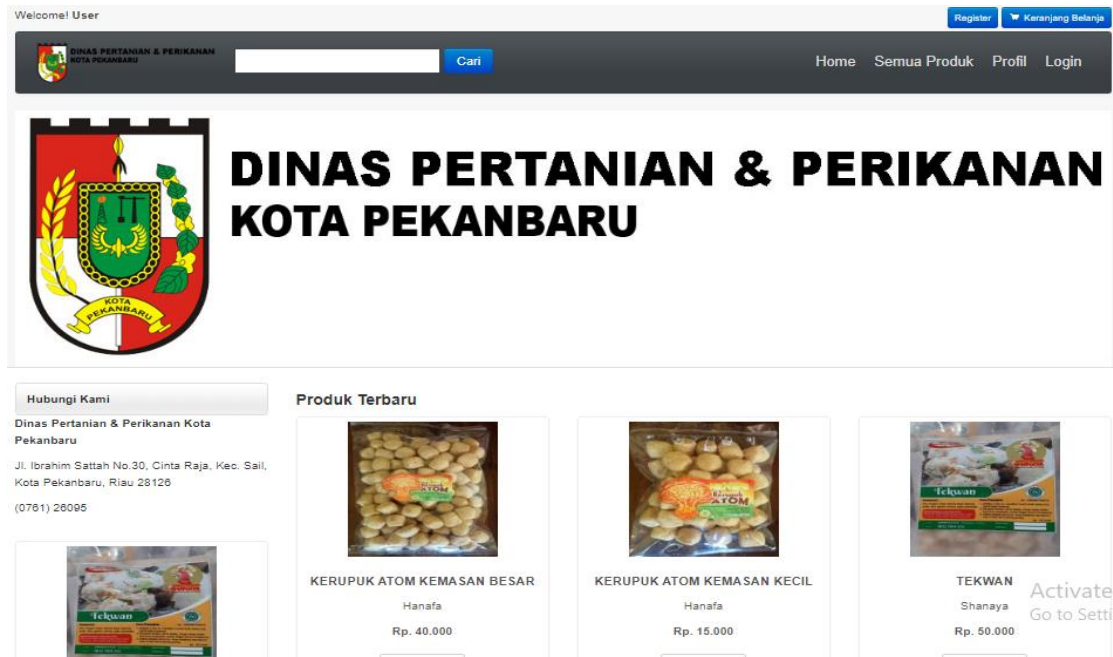 Welcome! User
Register
Keranjang Belanja
DINAS PERTANIAN & PERIKANAN
KOTA PEKANBARU
Cari
Home Semua Produk Profil Login
DINAS PERTANIAN & PERIKANAN
KOTA PEKANBARU
KOTA
PEKANBARU
Hubungi Kami
Dinas Pertanian & Perikanan Kota
Pekanbaru
Jl. Ibrahim Sattah No.30, Cinta Raja, Kec. Sail,
Kota Pekanbaru, Riau 28126
(0761) 26095
Tekwan
Produk Terbaru
ATOM
KERUPUK ATOM KEMASAN BESAR
Hanafa
Rp. 40.000
Kerupuk
ATOM
KERUPUK ATOM KEMASAN KECIL
Hanafa
Rp. 15.000
Tekwan
TEKWAN
Shanaya
Rp. 50.000
Activate
Go to Setti